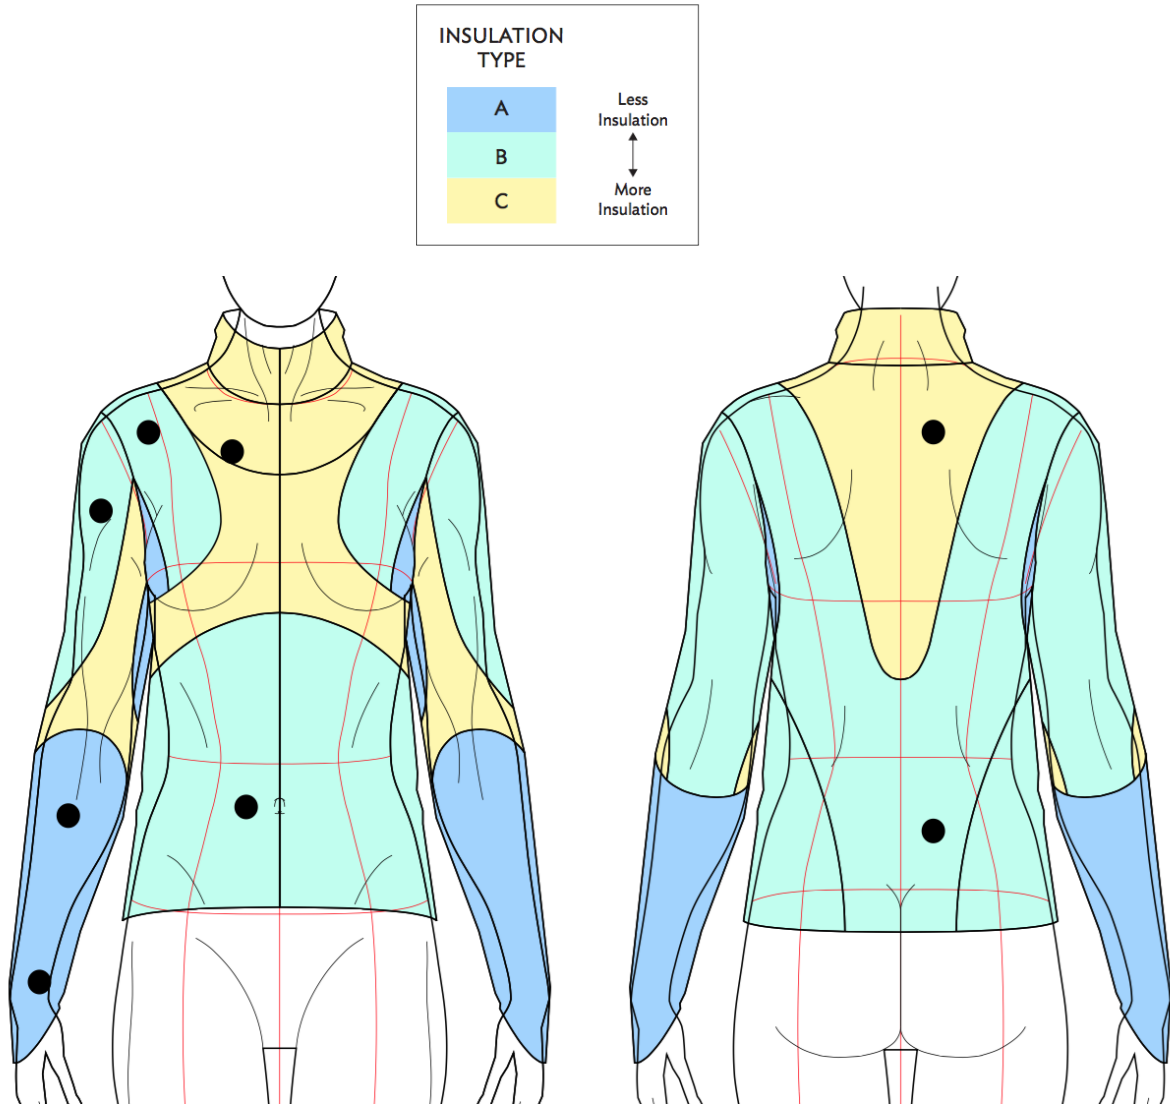 INSULATION
TYPE
A
B
C
Less
Insulation
More
Insulation